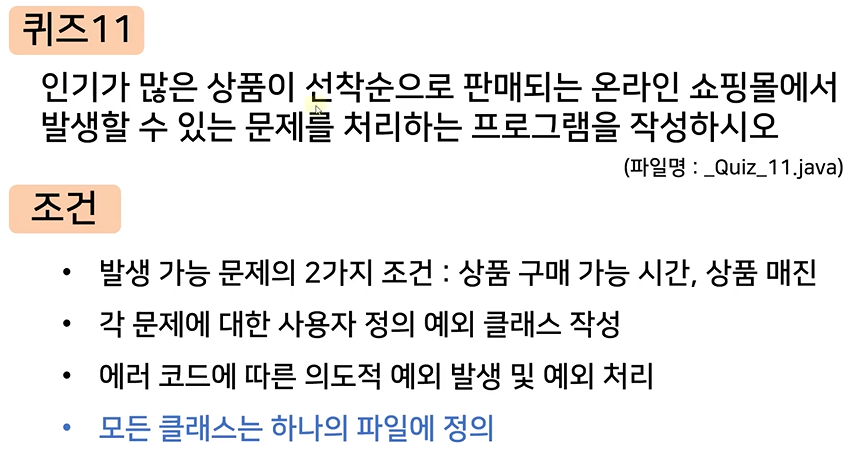 퀴즈11
인기가 많은 상품이 선착순으로 판매되는 온라인 쇼핑몰에서
발생할 수 있는 문제를 처리하는 프로그램을 작성하시오
(파일명 : _Quiz_11.java)
조건
• 발생 가능 문제의 2가지 조건 : 상품 구매 가능 시간, 상품 매진
• 각 문제에 대한 사용자 정의 예외 클래스 작성
• 에러 코드에 따른 의도적 예외 발생 및 예외 처리
• 모든 클래스는 하나의 파일에 정의